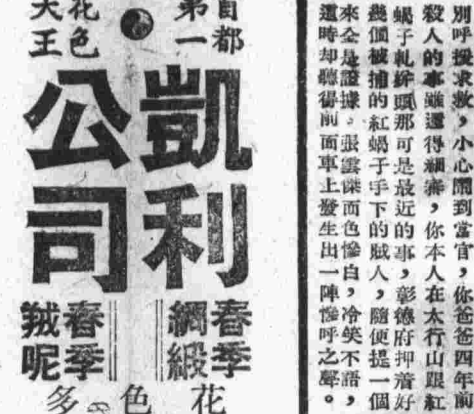 別呼援求救，小心鬧到當官，你爸爸四年前
殺人的事雖還得細審，你本人在太行山跟紅
蝎子軋姘頭那可是最近的事，彰德府押着好
幾個被捕的紅蝎子手下的賊人，隨便提一個
來全是證據。張雲傑面色慘白，冷笑不語，
還時却聽得前面車上發生出一陣慘呼之聲。
首都第一
花色大王
凱利
公司
春季綢緞
春季羢呢
花色多